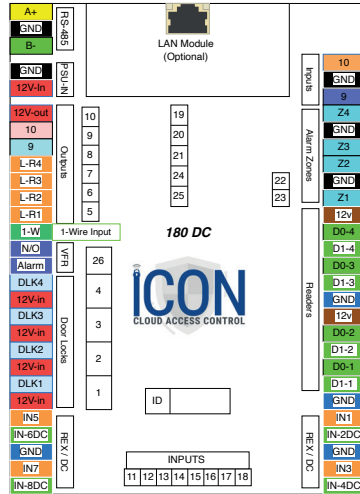 A+
GND
B-
RS-485
GND
12V-In
PSU-IN
12V-out
10
9
L-R4
L-R3
L-R2
L-R1
Outputs
1-W
1-Wire Input
N/O
Alarm
VFR
DLK4
12V-in
DLK3
12V-in
DLK2
12V-in
DLK1
12V-in
Door Locks
IN5
IN-6DC
GND
IN7
IN-8DC
REX / DC
10
9
8
7
6
5
26
4
3
2
1
LAN Module
(Optional)
19
20
21
24
25
22
23
180 DC
iCON
CLOUD ACCESS CONTROL
ID
INPUTS
11 12 13 14 15 16 17 18
Inputs
10
GND
9
Alarm Zones
Z4
GND
Z3
Z2
GND
Z1
Readers
12v
D0-4
D1-4
D0-3
D1-3
GND
12v
D0-2
D1-2
D0-1
D1-1
GND
REX / DC
IN1
IN-2DC
GND
IN3
IN-4DC